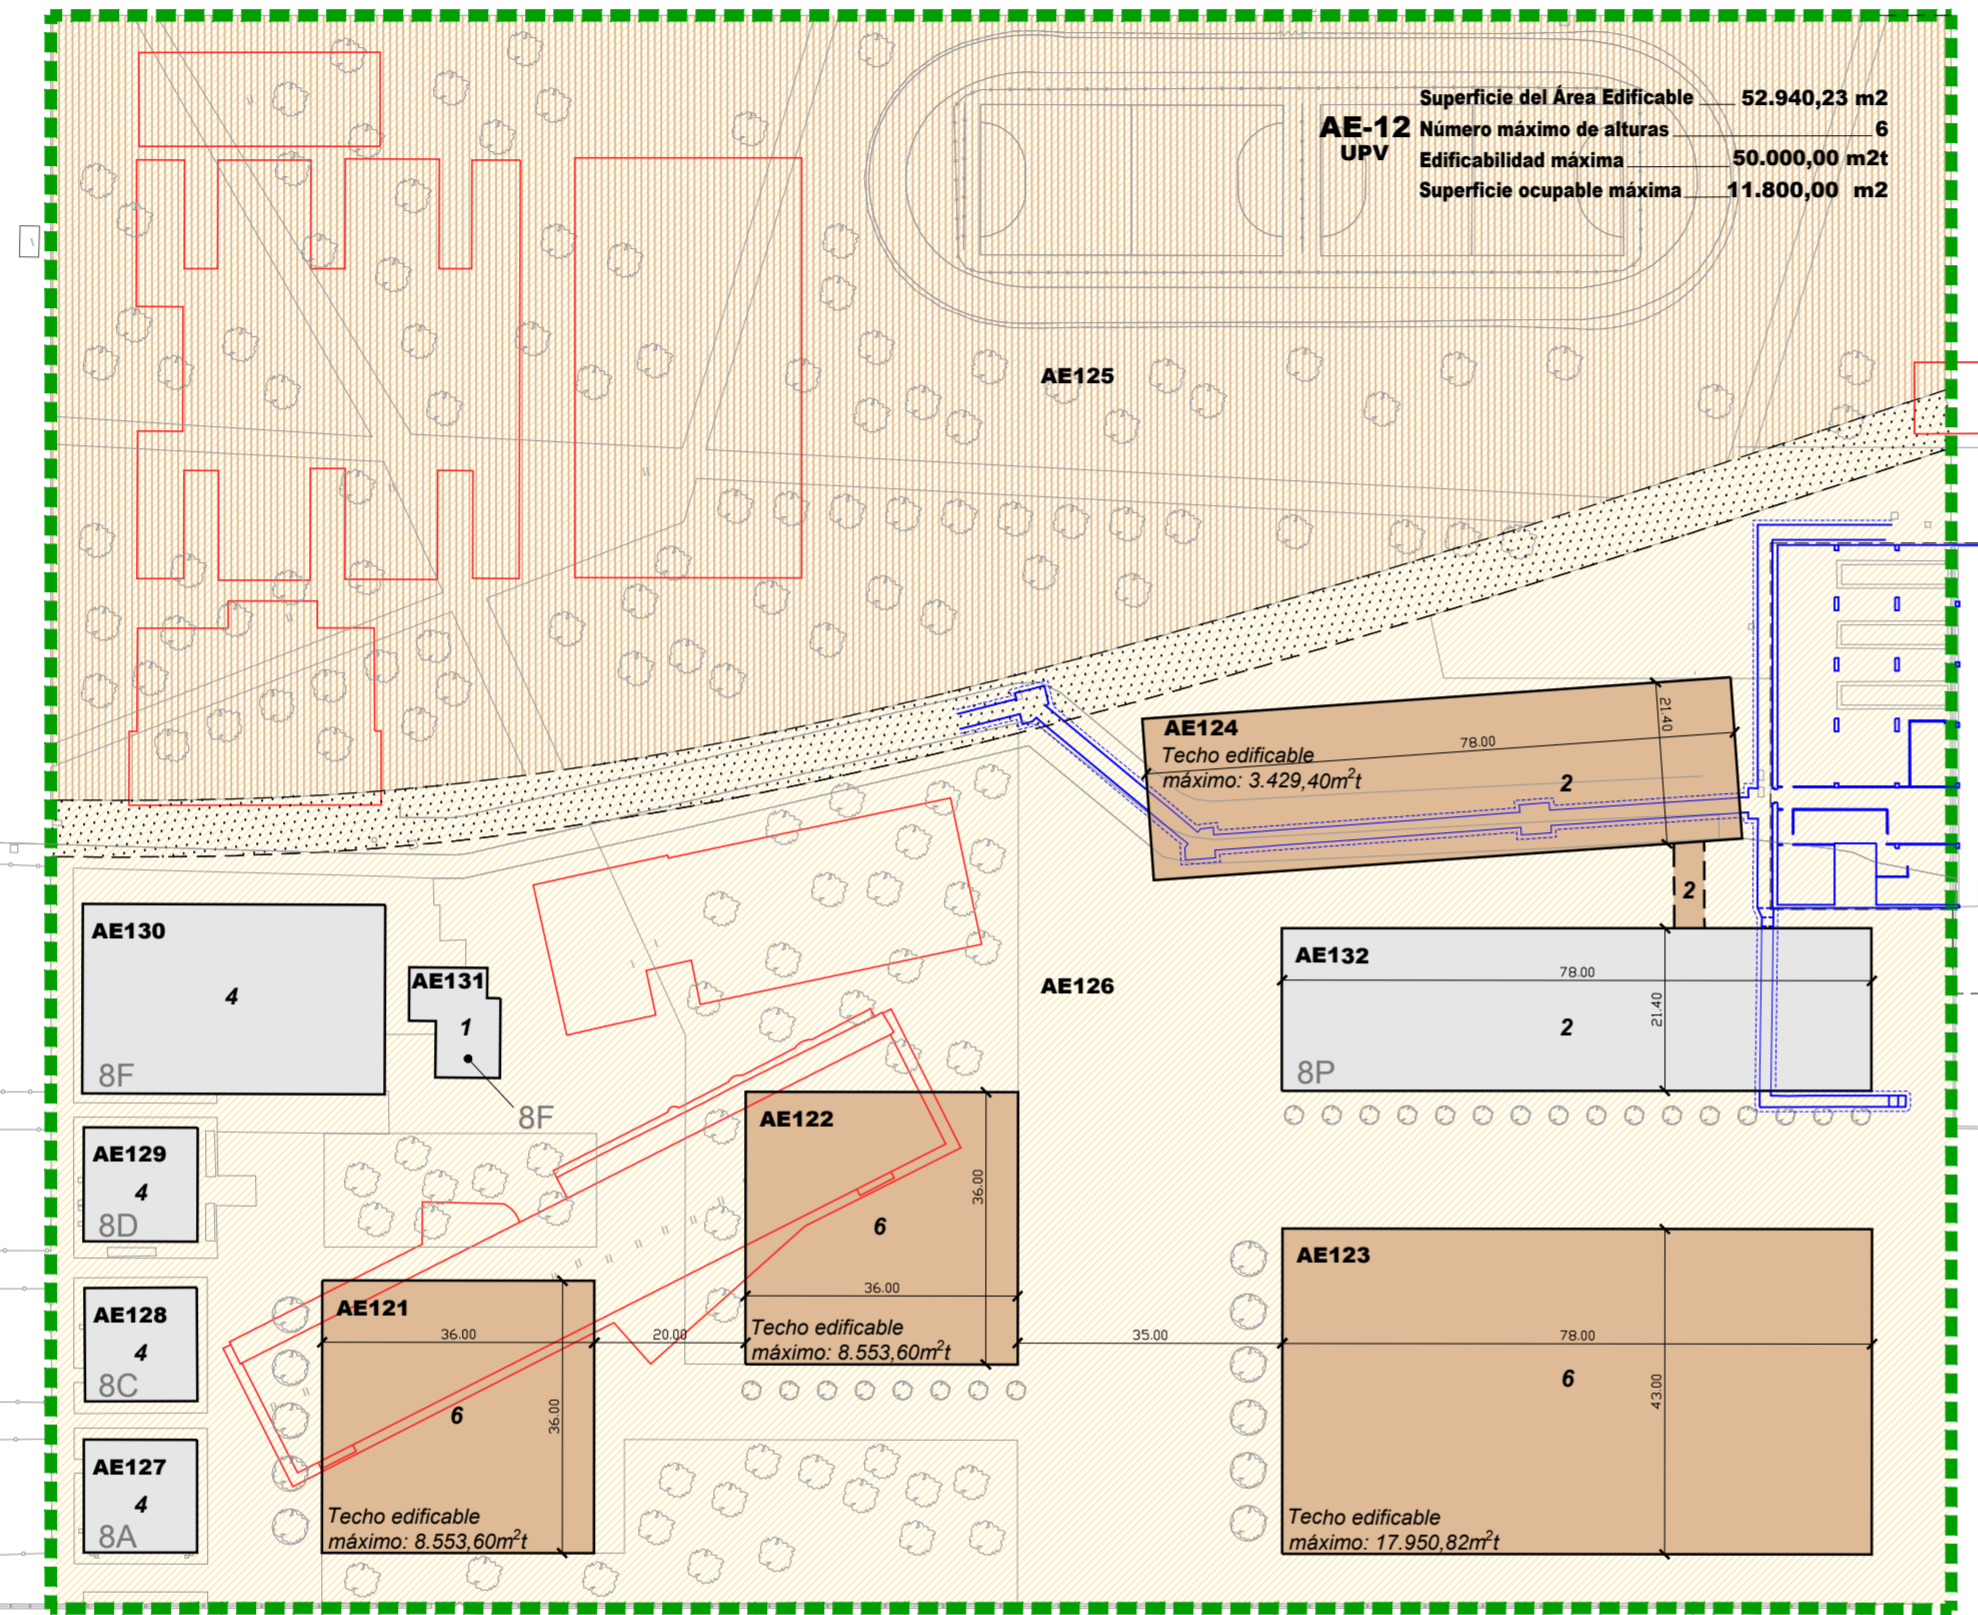 Superficie del Área Edificable 52.940,23 m2
AE-12 Número máximo de alturas 6
UPV
Edificabilidad máxima 50.000,00 m2t
Superficie ocupable máxima 11.800,00 m2
AE125
AE124
Techo edificable
máximo: 3.429,40m²t
78.00
21.40
2
2
AE130
4
8F
AE131
1
8F
AE126
AE132
78.00
21.40
2
8P
AE129
4
8D
AE122
36.00
6
36.00
Techo edificable
máximo: 8.553,60m²t
AE128
4
8C
AE121
36.00
20.00
35.00
36.00
6
Techo edificable
máximo: 8.553,60m²t
AE123
78.00
43.00
6
Techo edificable
máximo: 17.950,82m²t
AE127
4
8A